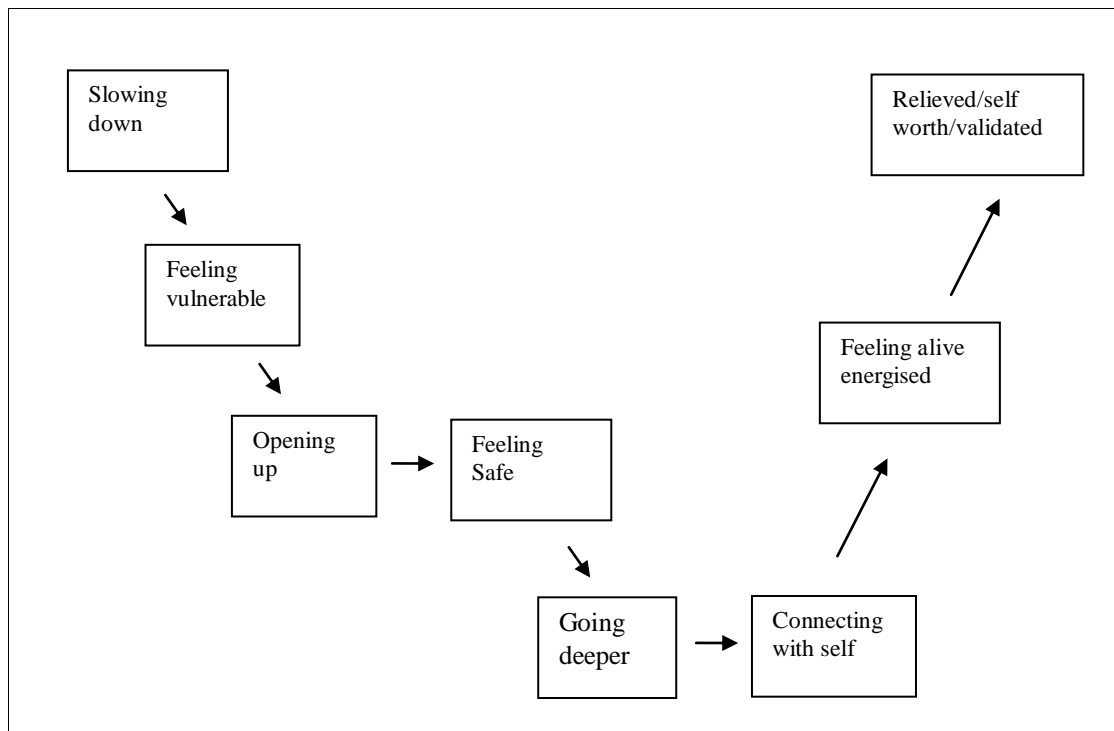 Slowing
down
Relieved/self
worth/validated
Feeling
vulnerable
Feeling alive
energised
Opening
up
Feeling
Safe
Going
deeper
Connecting
with self